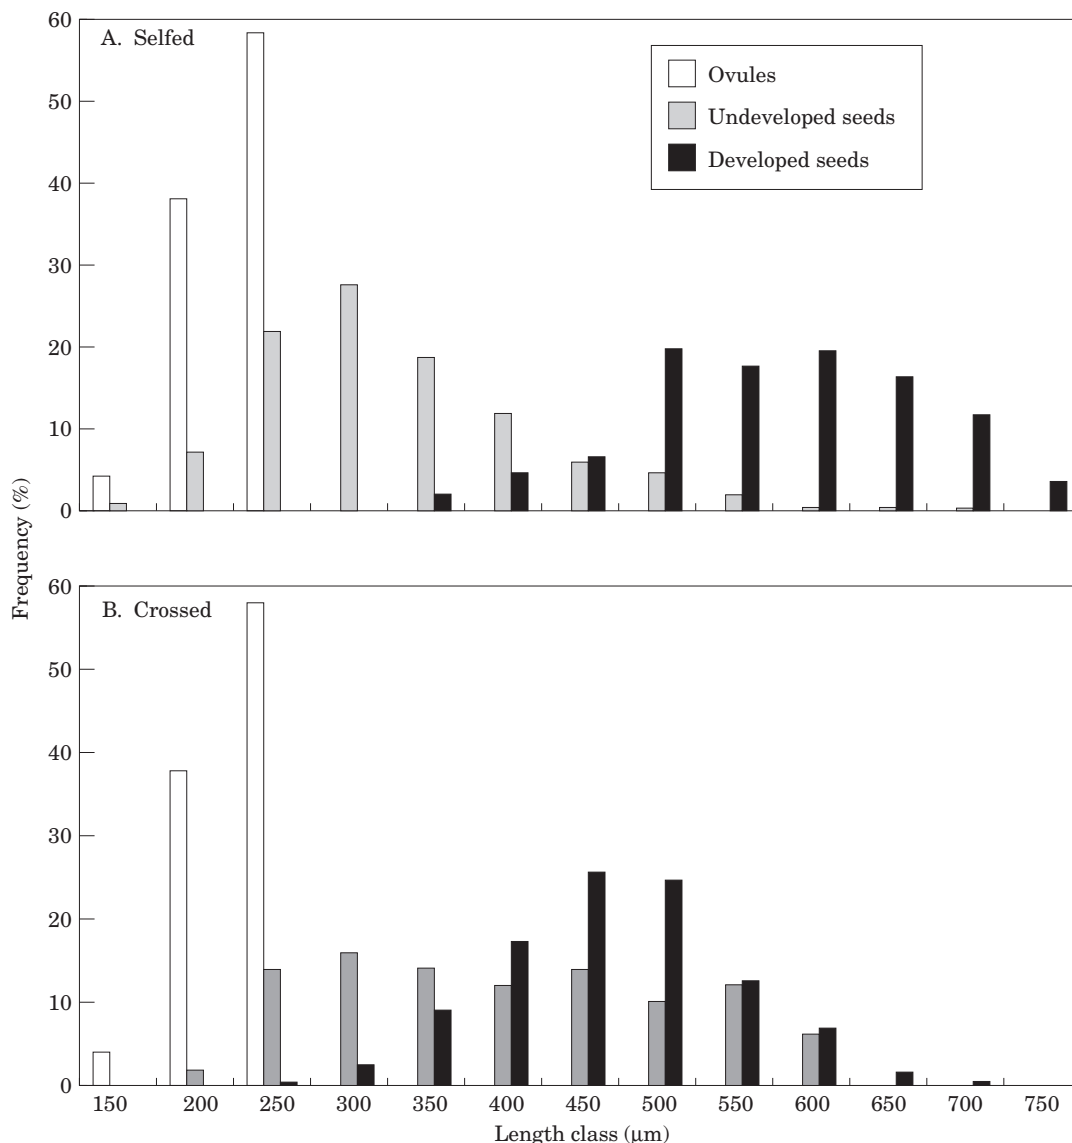 60
A. Selfed
Ovules
50
Undeveloped seeds
Developed seeds
40
30
20
10
0
Frequency (%)
60
B. Crossed
50
40
30
20
10
0
150 200 250 300 350 400 450 500 550 600 650 700 750
Length class (µm)